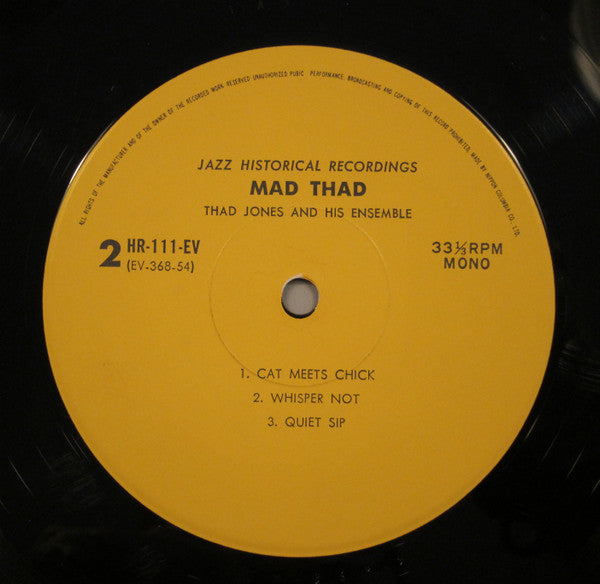 ALL RIGHTS OF THE MANUFACTURER AND OF THE OWNER OF THE RECORDED WORK RESERVED UNAUTHORIZED PUBIC PERFORMANCE, BROADCASTING AND COPYING OF THIS RECORD PROHIBITED. MADE BY NIPPON COLUMBIA CO., LTD.
JAZZ HISTORICAL RECORDINGS
MAD THAD
THAD JONES AND HIS ENSEMBLE
2 HR-111-EV
(EV-368-54)
33⅓RPM
MONO
1. CAT MEETS CHICK
2. WHISPER NOT
3. QUIET SIP